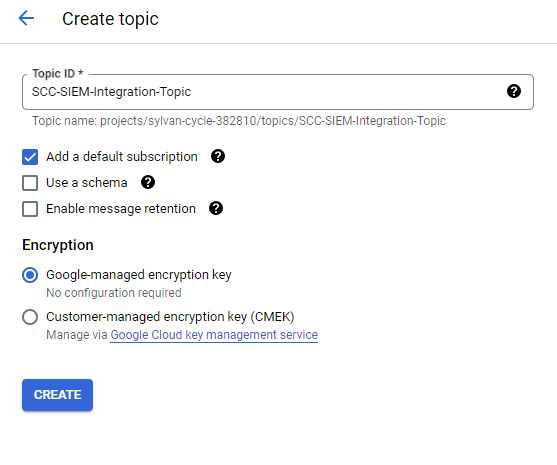 Create topic
Topic ID *
SCC-SIEM-Integration-Topic
Topic name: projects/sylvan-cycle-382810/topics/SCC-SIEM-Integration-Topic
Add a default subscription
Use a schema
Enable message retention
Encryption
Google-managed encryption key
No configuration required
Customer-managed encryption key (CMEK)
Manage via Google Cloud key management service
CREATE